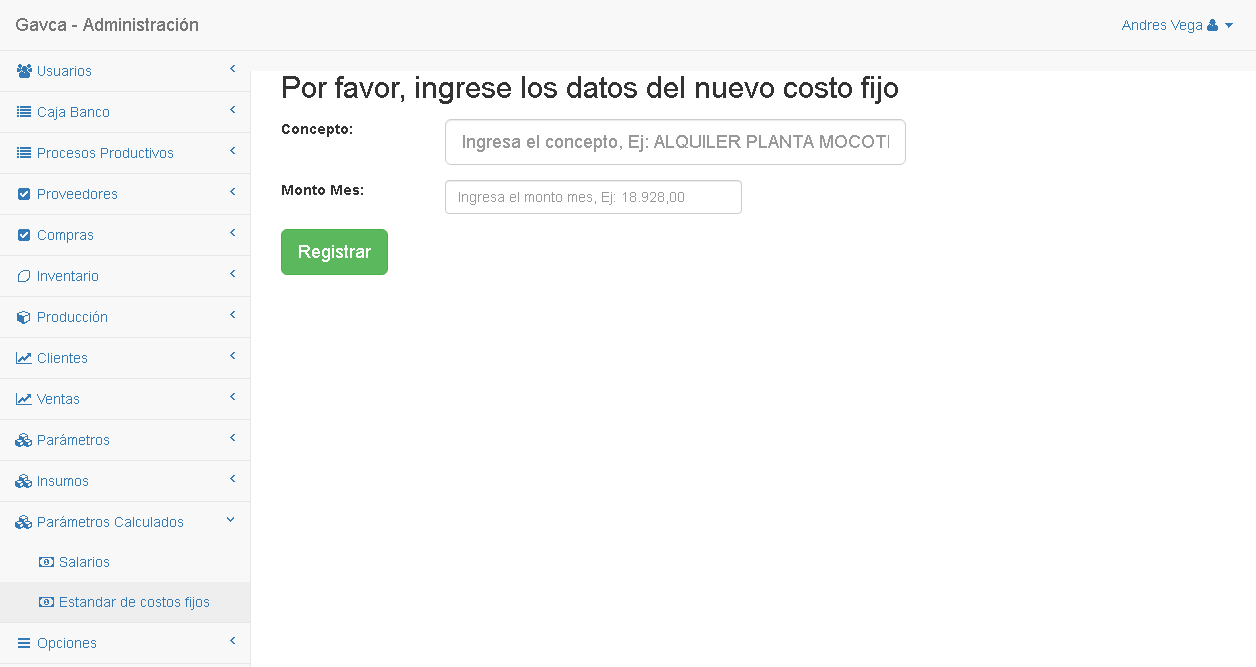 Gavca - Administración
Andres Vega
Usuarios
Caja Banco
Procesos Productivos
Proveedores
Compras
Inventario
Producción
Clientes
Ventas
Parámetros
Insumos
Parámetros Calculados
Salarios
Estandar de costos fijos
Opciones
Por favor, ingrese los datos del nuevo costo fijo
Concepto:
Ingresa el concepto, Ej: ALQUILER PLANTA MOCOTI
Monto Mes:
Ingresa el monto mes, Ej: 18.928,00
Registrar